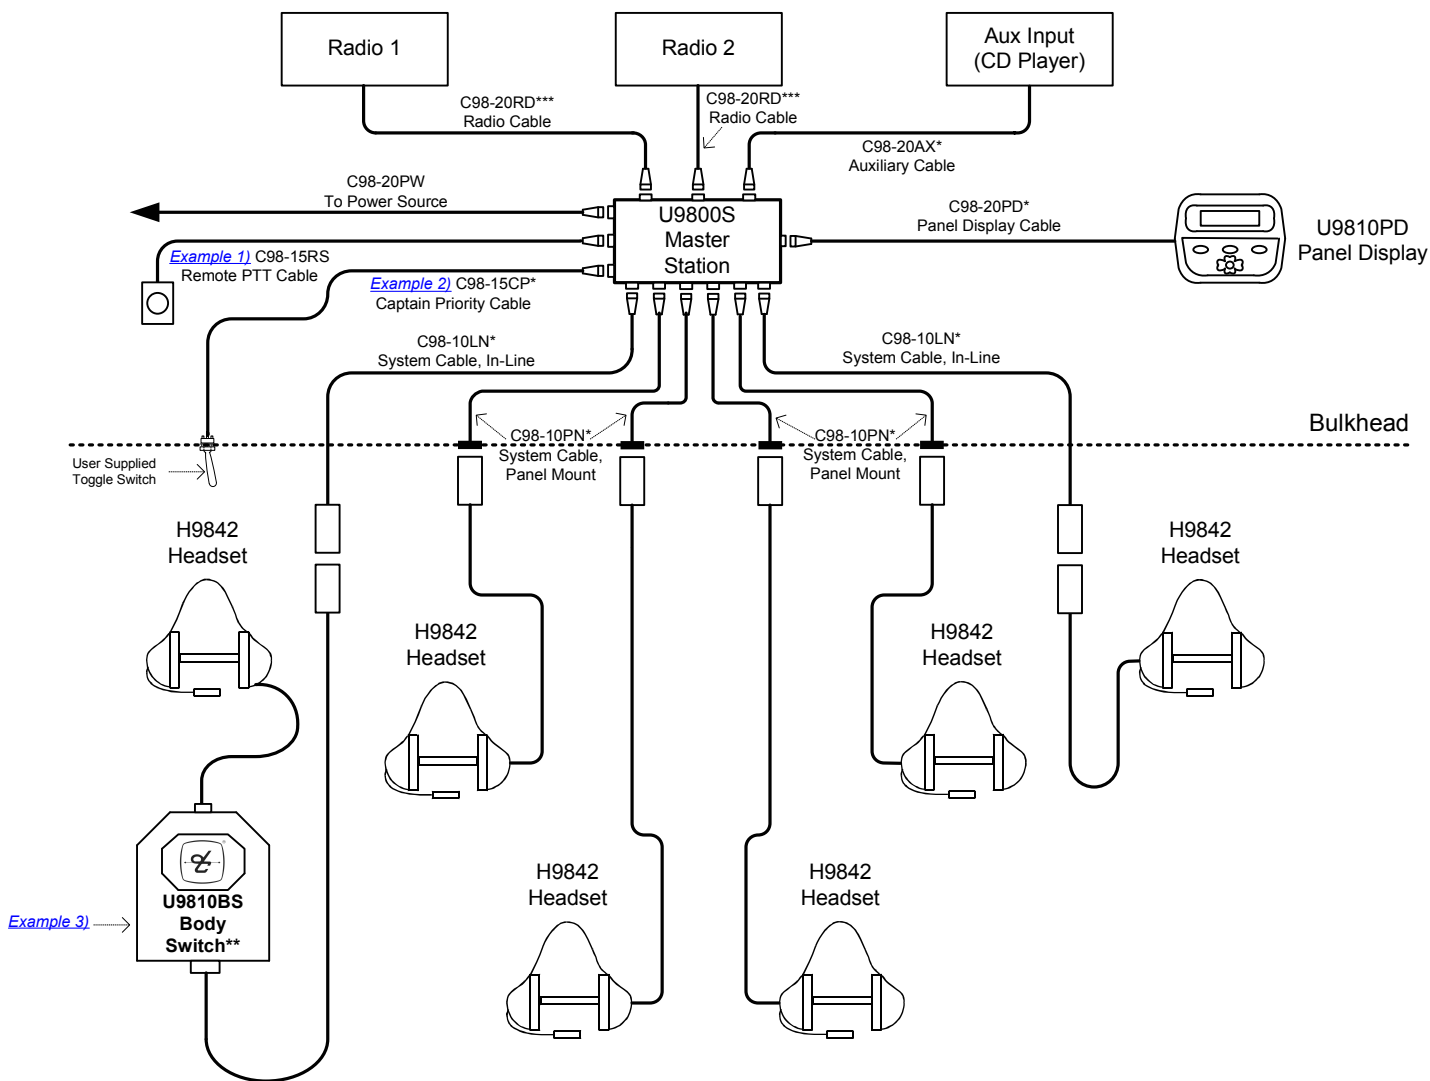 Radio 1
Radio 2
Aux Input
(CD Player)
C98-20RD***
Radio Cable
C98-20RD***
Radio Cable
C98-20AX*
Auxiliary Cable
C98-20PW
To Power Source
U9800S
Master
Station
C98-20PD*
Panel Display Cable
U9810PD
Panel Display
Example 1) C98-15RS
Remote PTT Cable
Example 2) C98-15CP*
Captain Priority Cable
C98-10LN*
System Cable, In-Line
C98-10LN*
System Cable, In-Line
Bulkhead
C98-10PN*
System Cable,
Panel Mount
C98-10PN*
System Cable,
Panel Mount
User Supplied
Toggle Switch
H9842
Headset
H9842
Headset
H9842
Headset
H9842
Headset
H9842
Headset
H9842
Headset
Example 3)
U9810BS
Body
Switch**